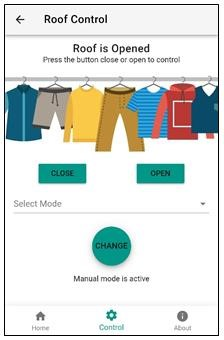 Roof Control
Roof is Opened
Press the button close or open to control
CLOSE OPEN
Select Mode
CHANGE
Manual mode is active
Home Control About